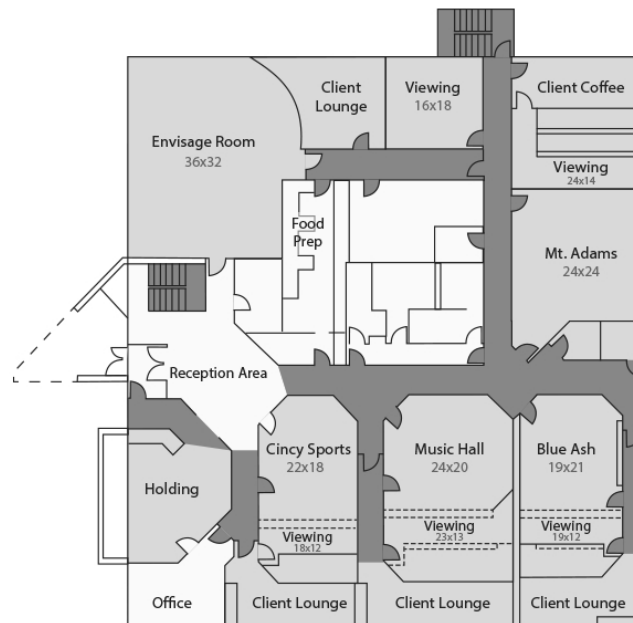 Client
Lounge
Viewing
16x18
Client Coffee
Envisage Room
36x32
Viewing
24x14
Food
Prep
Mt. Adams
24x24
Reception Area
Cincy Sports
22x18
Music Hall
24x20
Blue Ash
19x21
Holding
Viewing
18x12
Viewing
23x13
Viewing
19x12
Office
Client Lounge
Client Lounge
Client Lounge